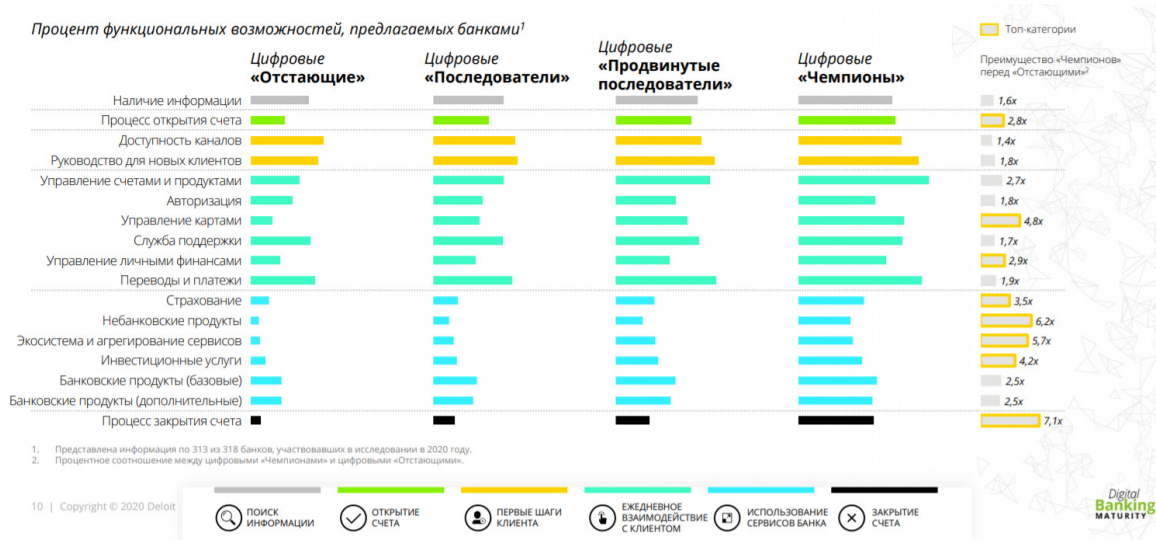 Процент функциональных возможностей, предлагаемых банками¹
Цифровые
«Отстающие»
Цифровые
«Последователи»
Цифровые
«Продвинутые
последователи»
Цифровые
«Чемпионы»
Топ-категории
Преимущество «Чемпионов»
перед «Отстающими»²
Наличие информации 1,6x
Процесс открытия счета 2,8x
Доступность каналов 1,4x
Руководство для новых клиентов 1,8x
Управление счетами и продуктами 2,7x
Авторизация 1,8x
Управление картами 4,8x
Служба поддержки 1,7x
Управление личными финансами 2,9x
Переводы и платежи 1,9x
Страхование 3,5x
Небанковские продукты 6,2x
Экосистема и агрегирование сервисов 5,7x
Инвестиционные услуги 4,2x
Банковские продукты (базовые) 2,5x
Банковские продукты (дополнительные) 2,5x
Процесс закрытия счета 7,1x
1. Представлена информация по 313 из 318 банков, участвовавших в исследовании в 2020 году.
2. Процентное соотношение между цифровыми «Чемпионами» и цифровыми «Отстающими».
10 | Copyright © 2020 Deloit
ПОИСК
ИНФОРМАЦИИ
ОТКРЫТИЕ
СЧЕТА
ПЕРВЫЕ ШАГИ
КЛИЕНТА
ЕЖЕДНЕВНОЕ
ВЗАИМОДЕЙСТВИЕ
С КЛИЕНТОМ
ИСПОЛЬЗОВАНИЕ
СЕРВИСОВ БАНКА
ЗАКРЫТИЕ
СЧЕТА
Digital
Banking
MATURITY